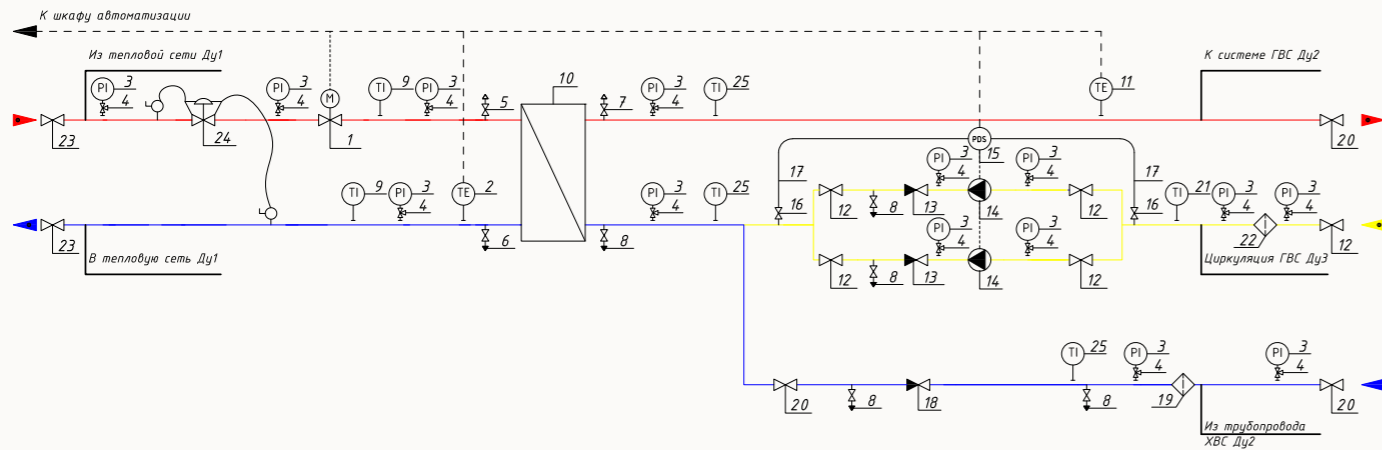 К шкафу автоматизации
Из тепловой сети Ду1
К системе ГВС Ду2
PI 3 4
PI 3 4
M
TI 9
PI 3 4
10
PI 3 4
TI 25
TE 11
5
7
23
24
1
20
PDS
15
17
17
PI 3 4
PI 3 4
TI 9
PI 3 4
TE 2
PI 3 4
TI 25
TI 21
PI 3 4
PI 3 4
16
12
8
13
14
12
16
23
6
8
PI 3 4
PI 3 4
22
12
В тепловую сеть Ду1
Циркуляция ГВС Ду3
12
8
13
14
12
TI 25
PI 3 4
PI 3 4
20
8
18
8
19
20
Из трубопровода
ХВС Ду2